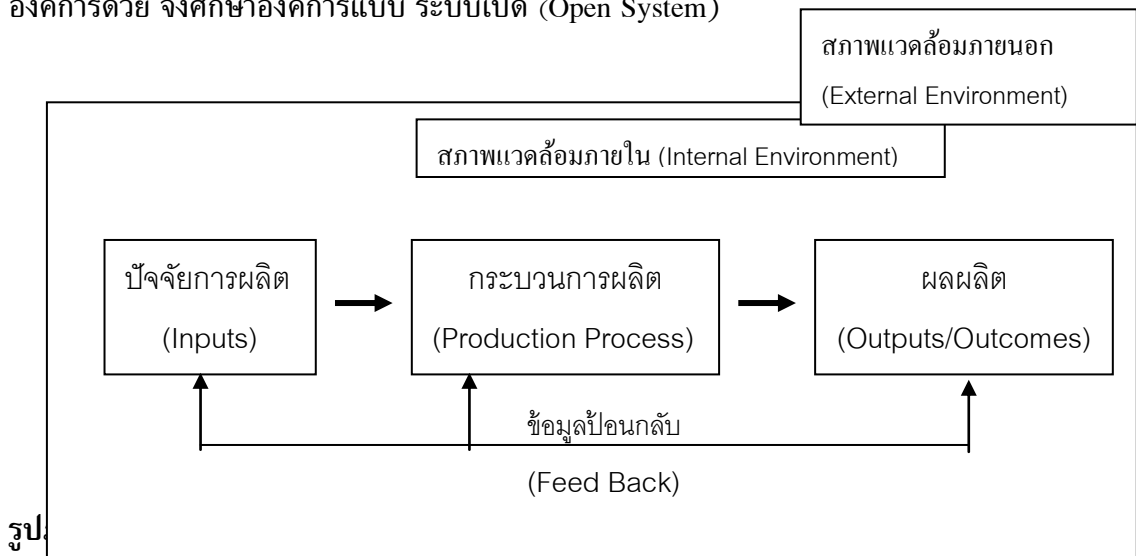 องค์การด้วย จึงศึกษาองค์การแบบ ระบบเปิด (Open System)
สภาพแวดล้อมภายนอก
(External Environment)
สภาพแวดล้อมภายใน (Internal Environment)
ปัจจัยการผลิต
(Inputs)
กระบวนการผลิต
(Production Process)
ผลผลิต
(Outputs/Outcomes)
ข้อมูลป้อนกลับ
(Feed Back)